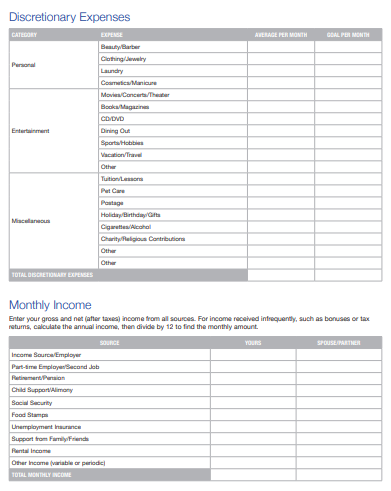 Discretionary Expenses
CATEGORY EXPENSE AVERAGE PER MONTH GOAL PER MONTH
Personal
Beauty/Barber
Clothing/Jewelry
Laundry
Cosmetics/Manicure
Entertainment
Movies/Concerts/Theater
Books/Magazines
CD/DVD
Dining Out
Sports/Hobbies
Vacation/Travel
Other
Miscellaneous
Tuition/Lessons
Pet Care
Postage
Holiday/Birthday/Gifts
Cigarettes/Alcohol
Charity/Religious Contributions
Other
Other
TOTAL DISCRETIONARY EXPENSES
Monthly Income
Enter your gross and net (after taxes) income from all sources. For income received infrequently, such as bonuses or tax
returns, calculate the annual income, then divide by 12 to find the monthly amount.
SOURCE YOURS SPOUSE/PARTNER
Income Source/Employer
Part-time Employer/Second Job
Retirement/Pension
Child Support/Alimony
Social Security
Food Stamps
Unemployment Insurance
Support from Family/Friends
Rental Income
Other Income (variable or periodic)
TOTAL MONTHLY INCOME